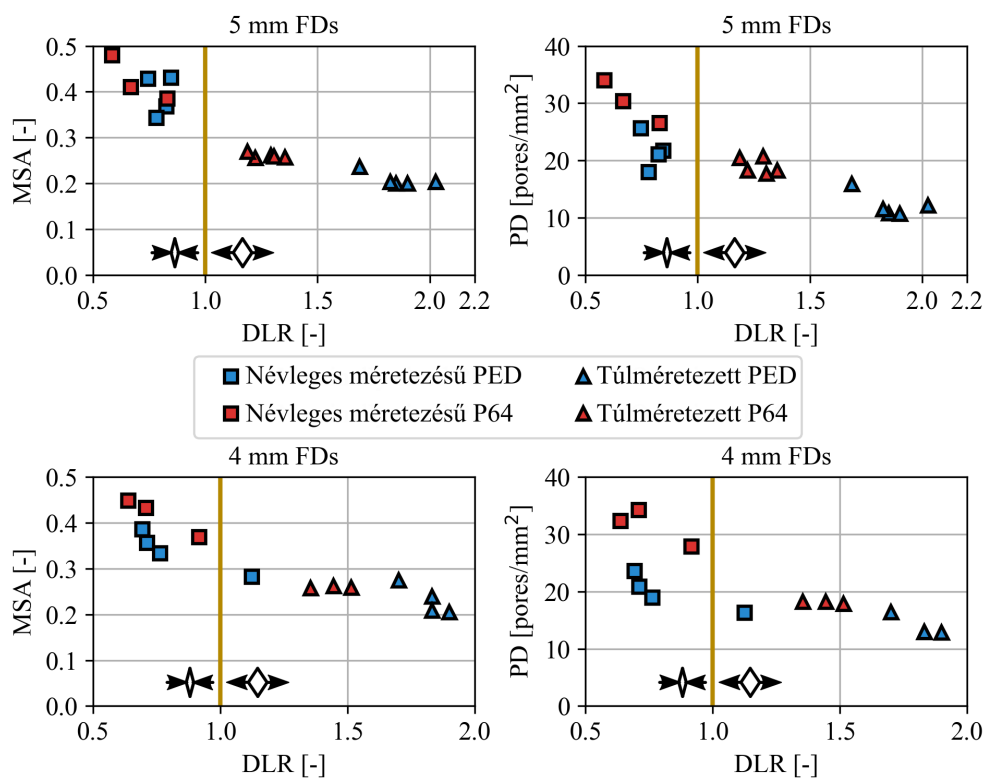 5 mm FDs
MSA [-]
0.5
0.4
0.3
0.2
0.1
0.0
0.5
1.0
1.5
2.0
2.2
DLR [-]
5 mm FDs
PD [pores/mm²]
40
30
20
10
0
0.5
1.0
1.5
2.0
2.2
DLR [-]
Névleges méretezésű PED
Túlméretezett PED
Névleges méretezésű P64
Túlméretezett P64
4 mm FDs
MSA [-]
0.5
0.4
0.3
0.2
0.1
0.0
0.5
1.0
1.5
2.0
DLR [-]
4 mm FDs
PD [pores/mm²]
40
30
20
10
0
0.5
1.0
1.5
2.0
DLR [-]